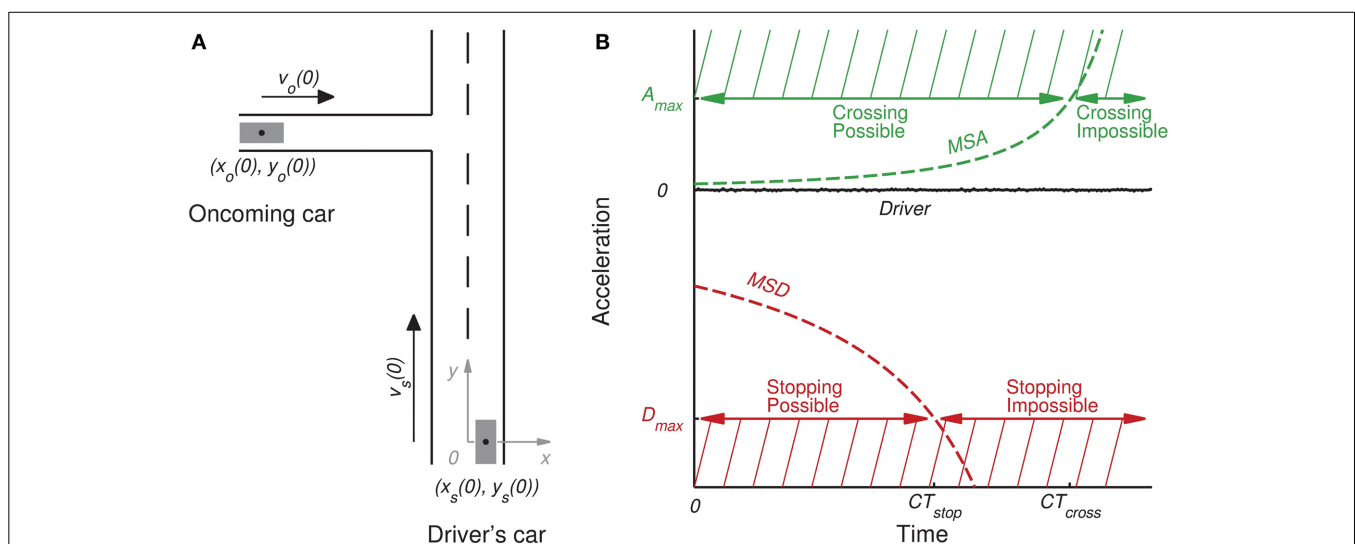 A
v_o(0)
(x_o(0), y_o(0))
Oncoming car
v_s(0)
y
0
x
(x_s(0), y_s(0))
Driver's car
B
Acceleration
A_max
0
D_max
Crossing
Possible
Crossing
Impossible
MSA
Driver
MSD
Stopping
Possible
Stopping
Impossible
0
CT_stop
CT_cross
Time